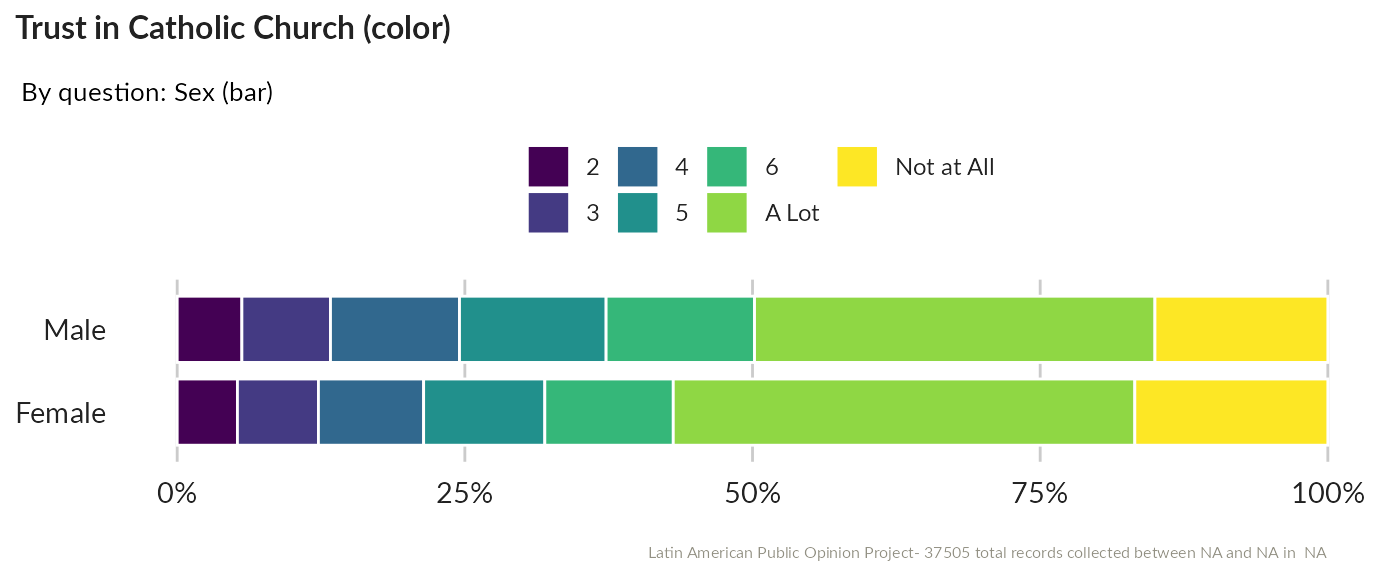 Trust in Catholic Church (color)
By question: Sex (bar)
2 4 6 Not at All
3 5 A Lot
Male
Female
0% 25% 50% 75% 100%
Latin American Public Opinion Project- 37505 total records collected between NA and NA in  NA